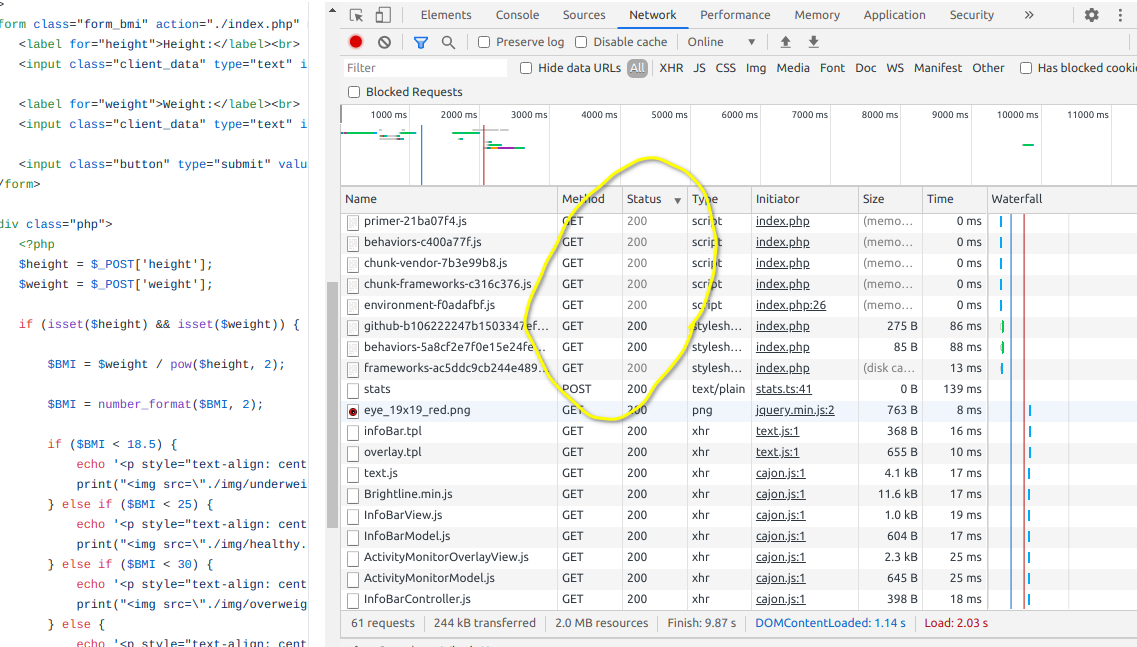 >
form class="form_bmi" action="./index.php"
<label for="height">Height:</label><br>
<input class="client_data" type="text" i
<label for="weight">Weight:</label><br>
<input class="client_data" type="text" i
<input class="button" type="submit" valu
/form>
div class="php">
<?php
$height = $_POST['height'];
$weight = $_POST['weight'];
if (isset($height) && isset($weight)) {
$BMI = $weight / pow($height, 2);
$BMI = number_format($BMI, 2);
if ($BMI < 18.5) {
echo '<p style="text-align: cent
print("<img src=\"./img/underwei
} else if ($BMI < 25) {
echo '<p style="text-align: cent
print("<img src=\"./img/healthy.
} else if ($BMI < 30) {
echo '<p style="text-align: cent
print("<img src=\"./img/overweig
} else {
echo '<p style="text-align: cent
Elements Console Sources Network Performance Memory Application Security »
Preserve log Disable cache Online ▼
Filter Hide data URLs All XHR JS CSS Img Media Font Doc WS Manifest Other Has blocked cookie
Blocked Requests
1000 ms 2000 ms 3000 ms 4000 ms 5000 ms 6000 ms 7000 ms 8000 ms 9000 ms 10000 ms 11000 ms
Name Method Status ▼ Type Initiator Size Time Waterfall
primer-21ba07f4.js GET 200 script index.php (memo… 0 ms
behaviors-c400a77f.js GET 200 script index.php (memo… 0 ms
chunk-vendor-7b3e99b8.js GET 200 script index.php (memo… 0 ms
chunk-frameworks-c316c376.js GET 200 script index.php (memo… 0 ms
environment-f0adafbf.js GET 200 script index.php:26 (memo… 0 ms
github-b106222247b1503347ef… GET 200 stylesh… index.php 275 B 86 ms
behaviors-5a8cf2e7f0e15e24fe… GET 200 stylesh… index.php 85 B 88 ms
frameworks-ac5ddc9cb244e489… GET 200 stylesh… index.php (disk ca… 13 ms
stats POST 200 text/plain stats.ts:41 0 B 139 ms
eye_19x19_red.png GET 200 png jquery.min.js:2 763 B 8 ms
infoBar.tpl GET 200 xhr text.js:1 368 B 16 ms
overlay.tpl GET 200 xhr text.js:1 655 B 10 ms
text.js GET 200 xhr cajon.js:1 4.1 kB 17 ms
Brightline.min.js GET 200 xhr cajon.js:1 11.6 kB 17 ms
InfoBarView.js GET 200 xhr cajon.js:1 1.0 kB 19 ms
InfoBarModel.js GET 200 xhr cajon.js:1 604 B 17 ms
ActivityMonitorOverlayView.js GET 200 xhr cajon.js:1 2.3 kB 25 ms
ActivityMonitorModel.js GET 200 xhr cajon.js:1 645 B 25 ms
InfoBarController.js GET 200 xhr cajon.js:1 398 B 18 ms
61 requests 244 kB transferred 2.0 MB resources Finish: 9.87 s DOMContentLoaded: 1.14 s Load: 2.03 s